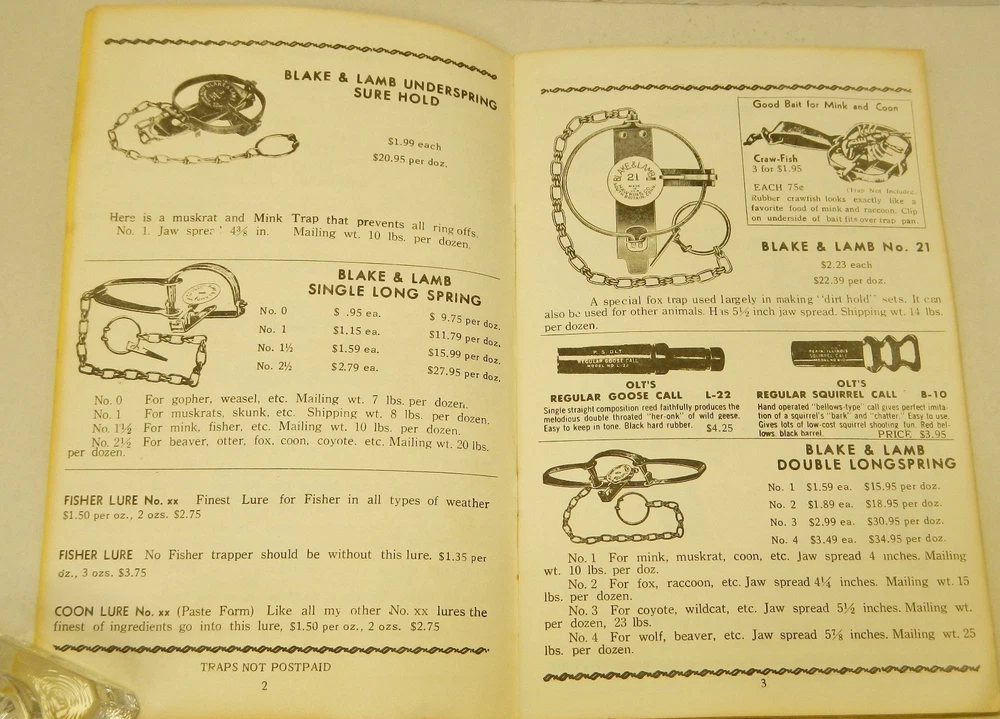 BLAKE & LAMB UNDERSPRING
SURE HOLD
$1.99 each
$20.95 per doz.
Here is a muskrat and Mink Trap that prevents all ring offs.
No. 1. Jaw spre 4⅜ in. Mailing wt. 10 lbs. per dozen.
BLAKE & LAMB
SINGLE LONG SPRING
No. 0 $ .95 ea. $ 9.75 per doz.
No. 1 $1.15 ea. $11.79 per doz.
No. 1½ $1.59 ea. $15.99 per doz.
No. 2½ $2.79 ea. $27.95 per doz.
No. 0 For gopher, weasel, etc. Mailing wt. 7 lbs. per dozen.
No. 1 For muskrats, skunk, etc. Shipping wt. 8 lbs. per dozen.
No. 1½ For mink, fisher, etc. Mailing wt. 10 lbs. per dozen.
No. 2½ For beaver, otter, fox, coon, coyote. etc. Mailing wt. 20 lbs.
per dozen.
FISHER LURE No. xx Finest Lure for Fisher in all types of weather
$1.50 per oz., 2 ozs. $2.75
FISHER LURE No Fisher trapper should be without this lure. $1.35 per
oz., 3 ozs. $3.75
COON LURE No. xx (Paste Form) Like all my other No. xx lures the
finest of ingredients go into this lure, $1.50 per oz., 2 ozs. $2.75
TRAPS NOT POSTPAID
2
BLAKE & LAMB
21
Good Bait for Mink and Coon
Craw-Fish
3 for $1.95
EACH 75¢ (Trap Not Included.
Rubber crawfish looks exactly like a
favorite food of mink and raccoon. Clip
on underside of bait fits over trap pan.
BLAKE & LAMB No. 21
$2.23 each
$22.39 per doz.
A special fox trap used largely in making "dirt hold" sets. It can
also be used for other animals. H is 5½ inch jaw spread. Shipping wt. 14 lbs.
per dozen.
P. S. OLT
REGULAR GOOSE CALL
MODEL NO L-22
PEKIN, ILLINOIS
SQUIRREL CALL
OLT'S
REGULAR GOOSE CALL L-22
Single straight composition reed faithfully produces the
melodious double throated "her-onk" of wild geese.
Easy to keep in tone. Black hard rubber. $4.25
OLT'S
REGULAR SQUIRREL CALL B-10
Hand operated "bellows-type" call gives perfect imita-
tion of a squirrel's "bark" and "chatter." Easy to use.
Gives lots of low-cost squirrel shooting fun. Red bel-
lows, black barrel. PRICE $3.95
BLAKE & LAMB
DOUBLE LONGSPRING
No. 1 $1.59 ea. $15.95 per doz.
No. 2 $1.89 ea. $18.95 per doz.
No. 3 $2.99 ea. $30.95 per doz.
No. 4 $3.49 ea. $34.95 per doz.
No. 1 For mink, muskrat, coon, etc. Jaw spread 4 inches. Mailing
wt. 10 lbs. per doz.
No. 2 For fox, raccoon, etc. Jaw spread 4¼ inches. Mailing wt. 15
lbs. per dozen.
No. 3 For coyote, wildcat, etc. Jaw spread 5½ inches. Mailing wt.
per dozen, 23 lbs.
No. 4 For wolf, beaver, etc. Jaw spread 5⅞ inches. Mailing wt. 25
lbs. per dozen.
3